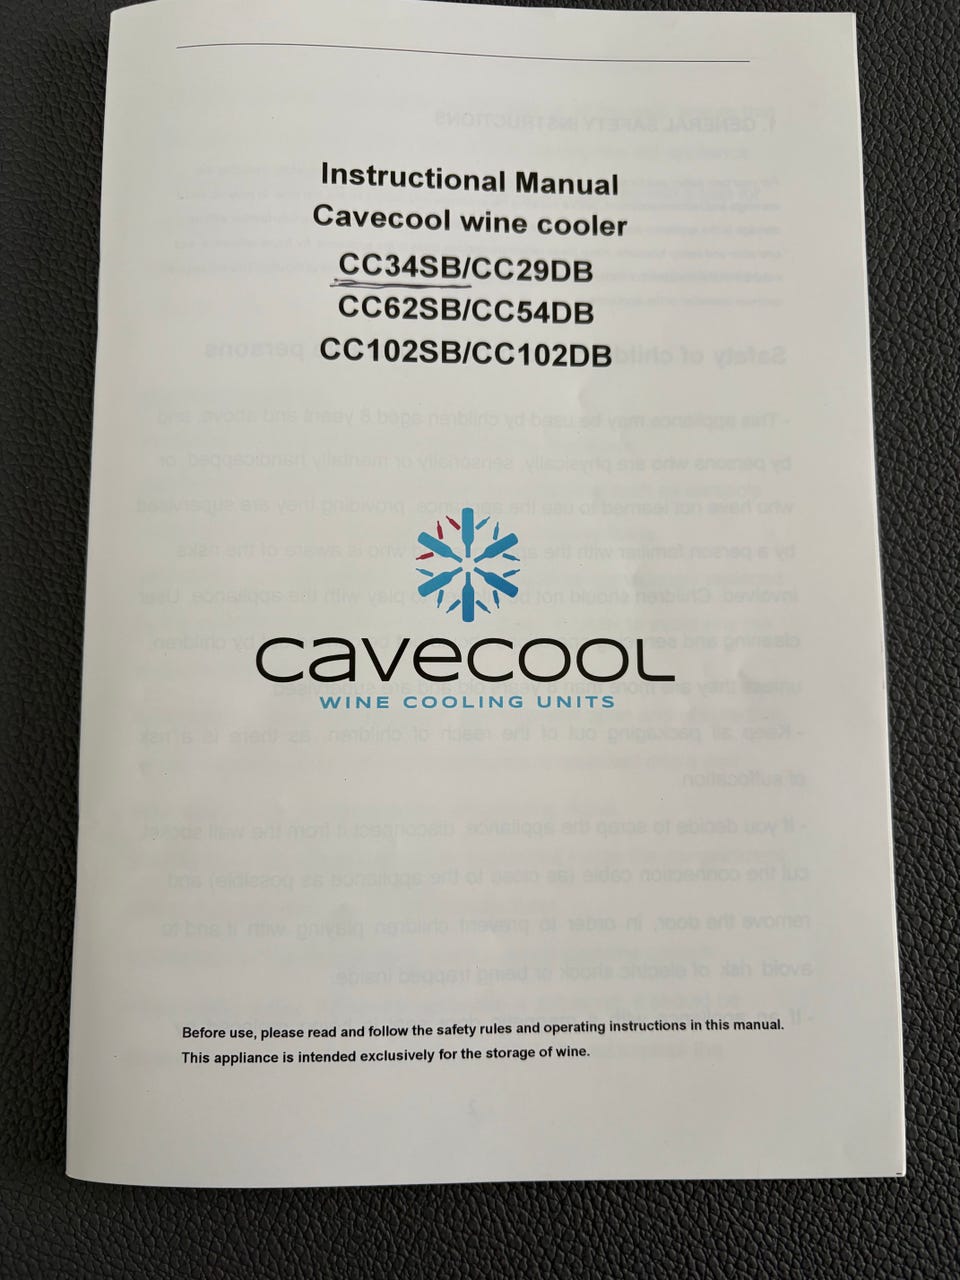 Instructional Manual
Cavecool wine cooler
CC34SB/CC29DB
CC62SB/CC54DB
CC102SB/CC102DB
CAVECOOL
WINE COOLING UNITS
Before use, please read and follow the safety rules and operating instructions in this manual.
This appliance is intended exclusively for the storage of wine.